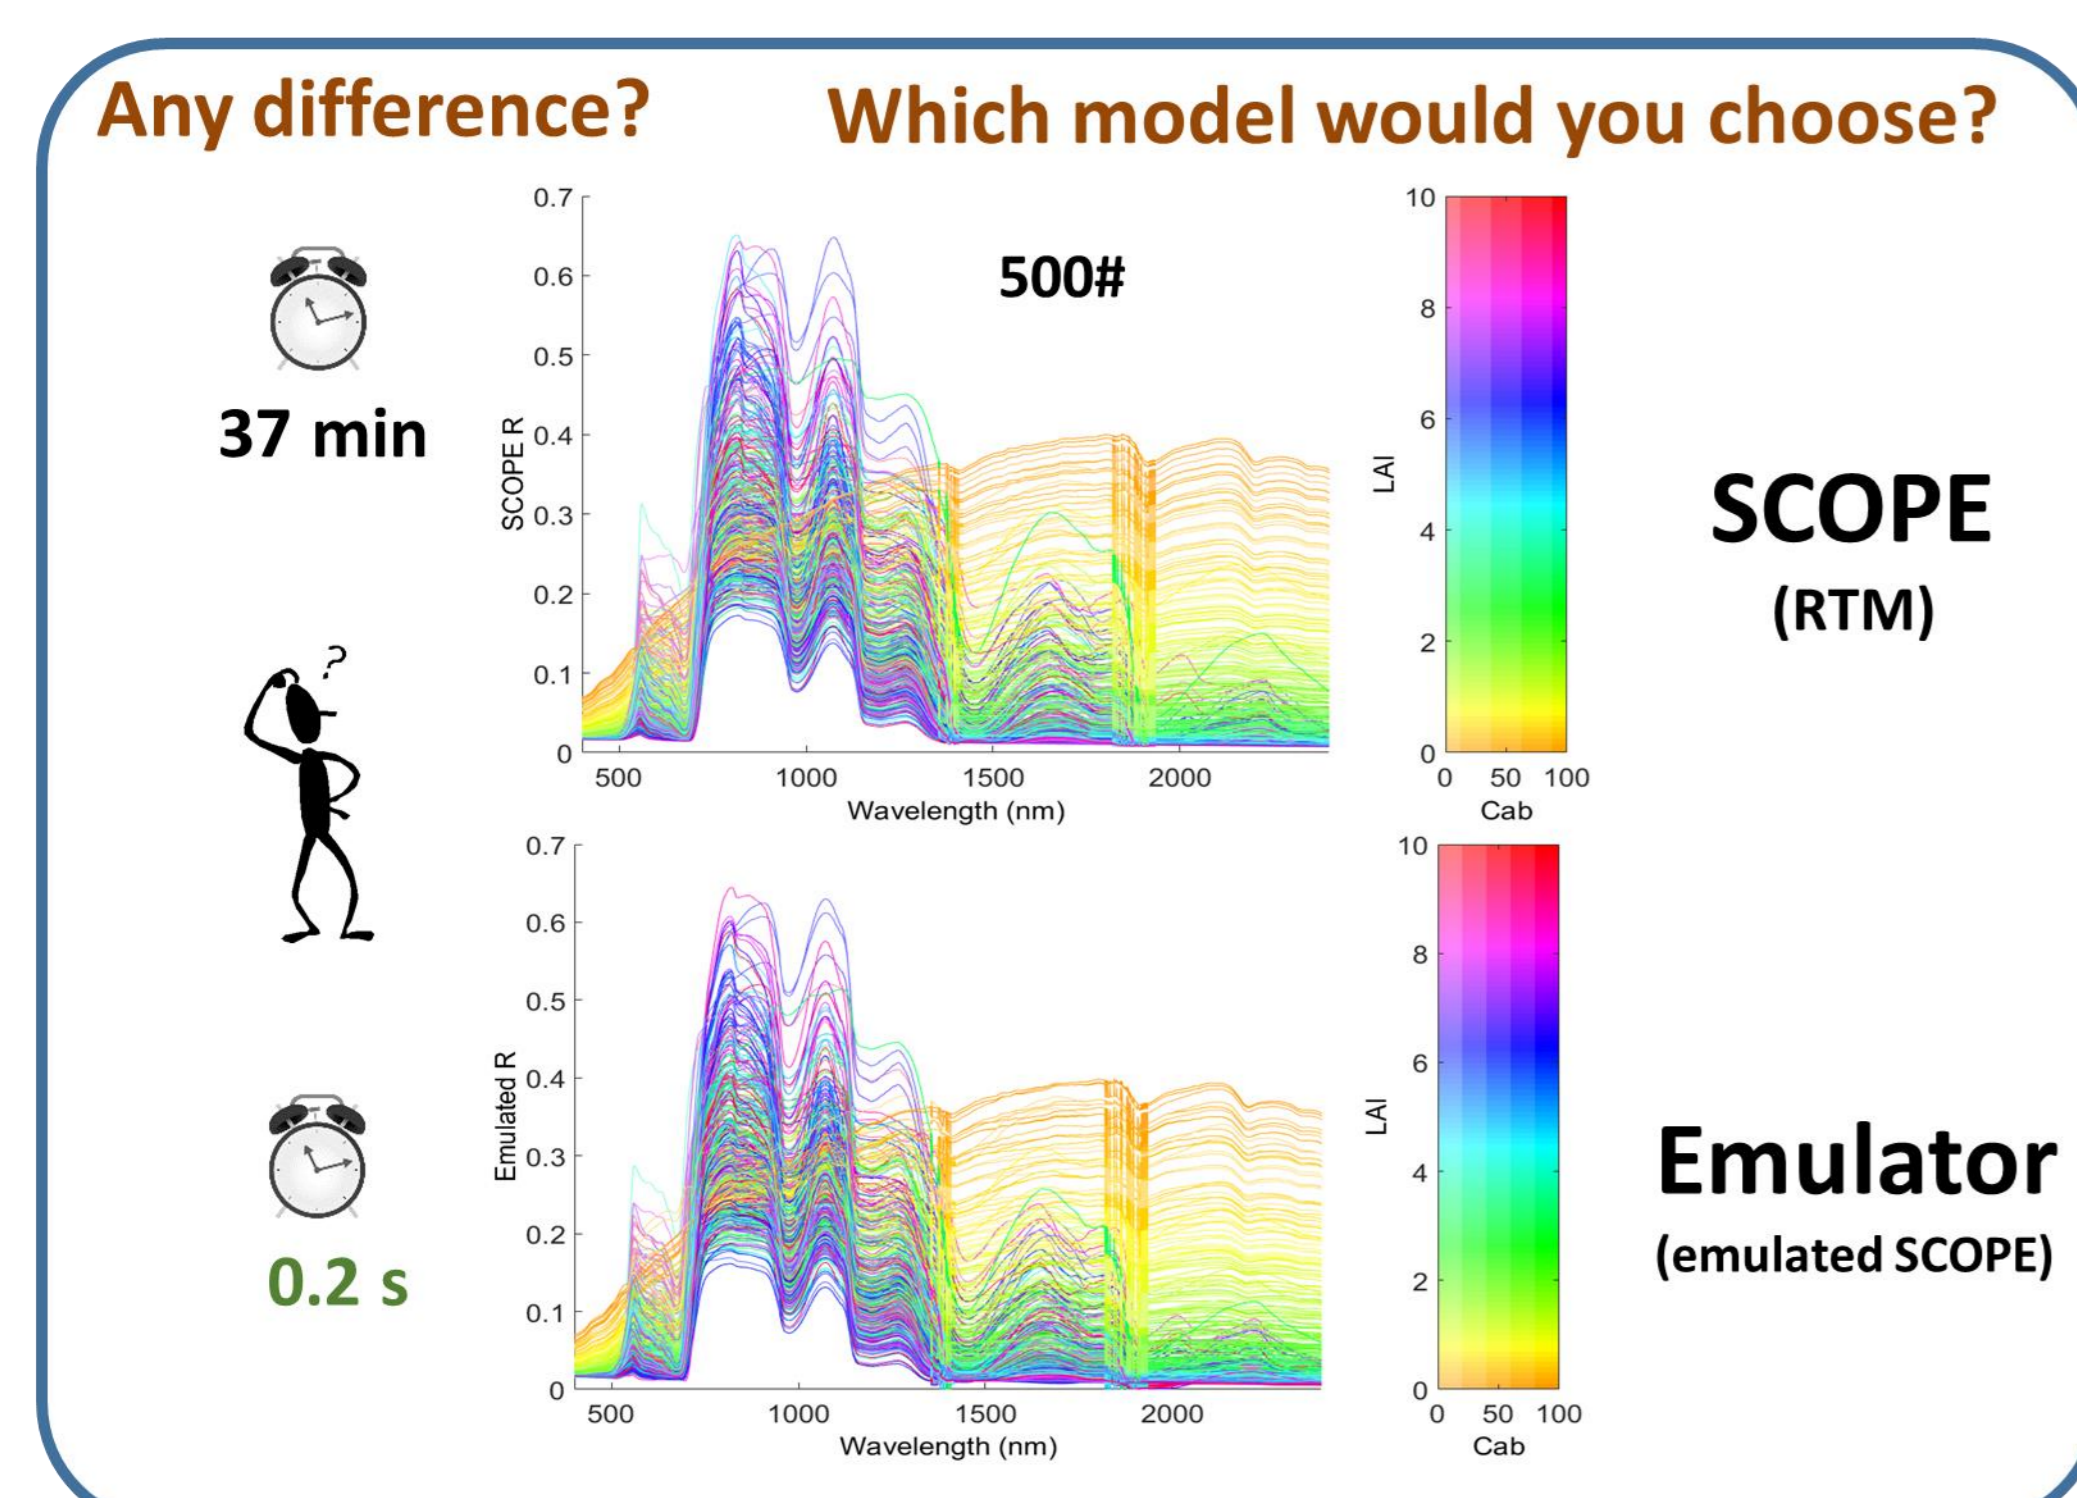 Any difference?
Which model would you choose?
37 min
?
0.2 s
500#
SCOPE R
0.7
0.6
0.5
0.4
0.3
0.2
0.1
0
500 1000 1500 2000
Wavelength (nm)
LAI
10
8
6
4
2
0
0 50 100
Cab
SCOPE
(RTM)
Emulated R
0.7
0.6
0.5
0.4
0.3
0.2
0.1
0
500 1000 1500 2000
Wavelength (nm)
LAI
10
8
6
4
2
0
0 50 100
Cab
Emulator
(emulated SCOPE)